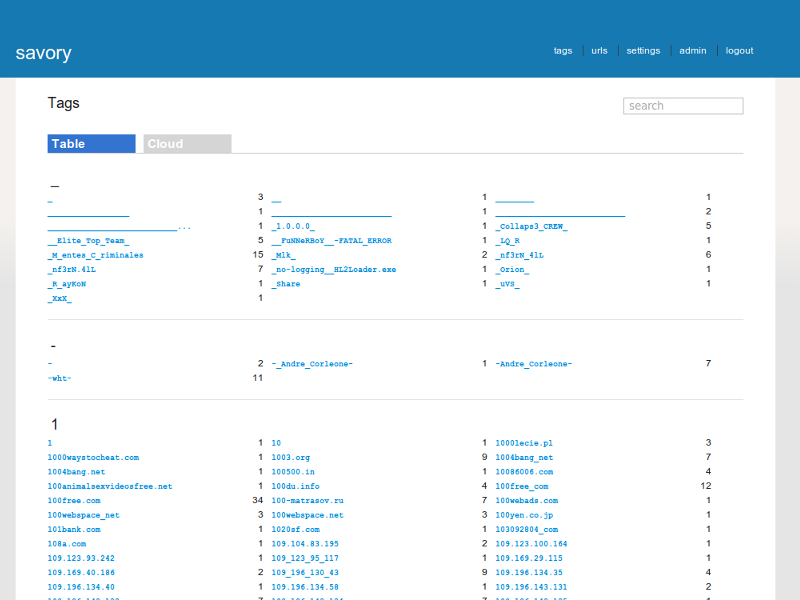 savory
tags urls settings admin logout
Tags
search
Table Cloud
_
_ 3 __ 1 ________ 1
_________________ 1 _________________________ 1 ___________________________ 2
___________________________... 1 _1.0.0.0_ 1 _Collaps3_CREW_ 5
__Elite_Top_Team_ 5 __FuNNeRBoY__-FATAL_ERROR 1 _LQ_R 1
_M_entes_C_riminales 15 _Mlk_ 2 _nf3rN_4lL 6
_nf3rN.4lL 7 _no-logging__HL2Loader.exe 1 _Orion_ 1
_R_ayKoN 1 _Share 1 _uVS_ 1
_XxX_ 1
-
- 2 -_Andre_Corleone- 1 -Andre_Corleone- 7
-wht- 11
1
1 1 10 1 1000lecie.pl 3
1000waystocheat.com 1 1003.org 9 1004bang_net 7
1004bang.net 1 100500.in 1 10086006.com 4
100animalsexvideosfree.net 1 100du.info 4 100free_com 12
100free.com 34 100-matrasov.ru 7 100webads.com 1
100webspace_net 3 100webspace.net 3 100yen.co.jp 1
101bank.com 1 1020sf.com 1 103092804_com 1
108a.com 1 109.104.83.195 2 109.123.100.164 1
109.123.93.242 1 109_123_95_117 1 109.169.29.115 1
109.169.40.186 2 109_196_130_43 9 109.196.134.35 4
109.196.134.40 1 109.196.134.58 1 109.196.143.131 2